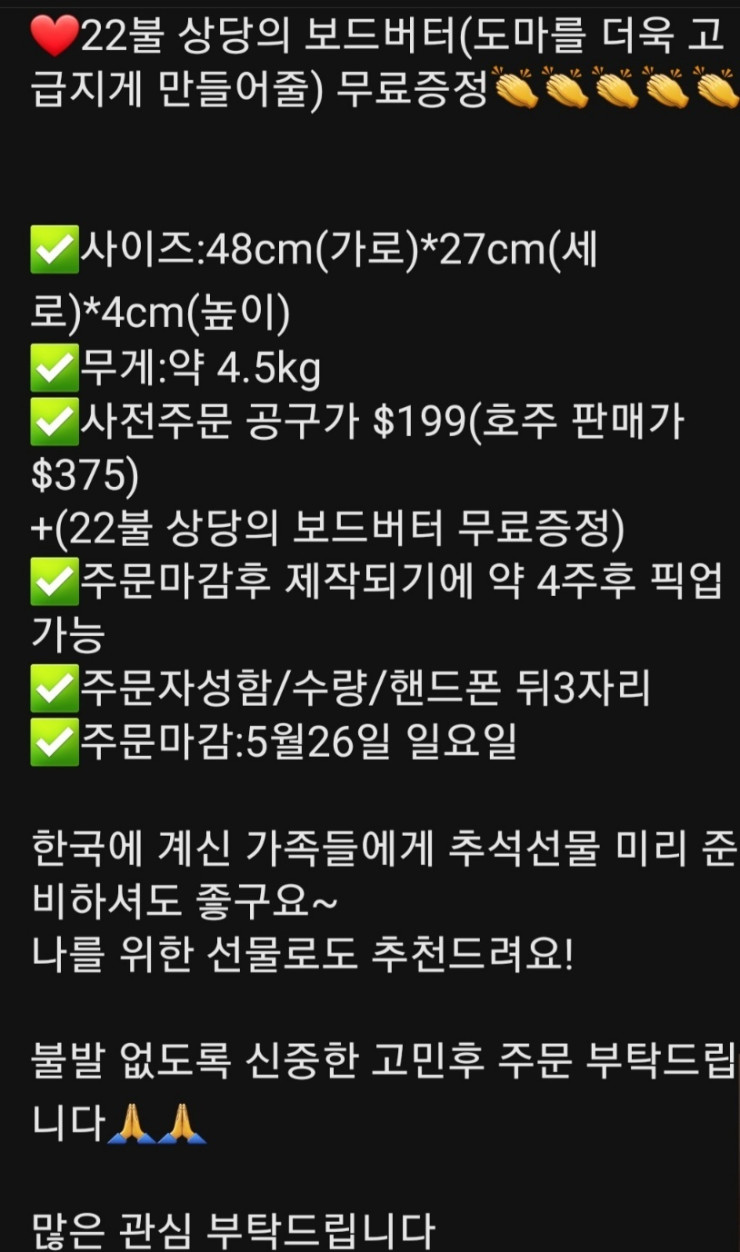 ❤️22불 상당의 보드버터(도마를 더욱 고
급지게 만들어줄) 무료증정👏👏👏👏👏
✅사이즈:48cm(가로)*27cm(세
로)*4cm(높이)
✅무게:약 4.5kg
✅사전주문 공구가 $199(호주 판매가
$375)
+(22불 상당의 보드버터 무료증정)
✅주문마감후 제작되기에 약 4주후 픽업
가능
✅주문자성함/수량/핸드폰 뒤3자리
✅주문마감:5월26일 일요일
한국에 계신 가족들에게 추석선물 미리 준
비하셔도 좋구요~
나를 위한 선물로도 추천드려요!
불발 없도록 신중한 고민후 주문 부탁드립
니다🙏🙏
많은 관심 부탁드립니다